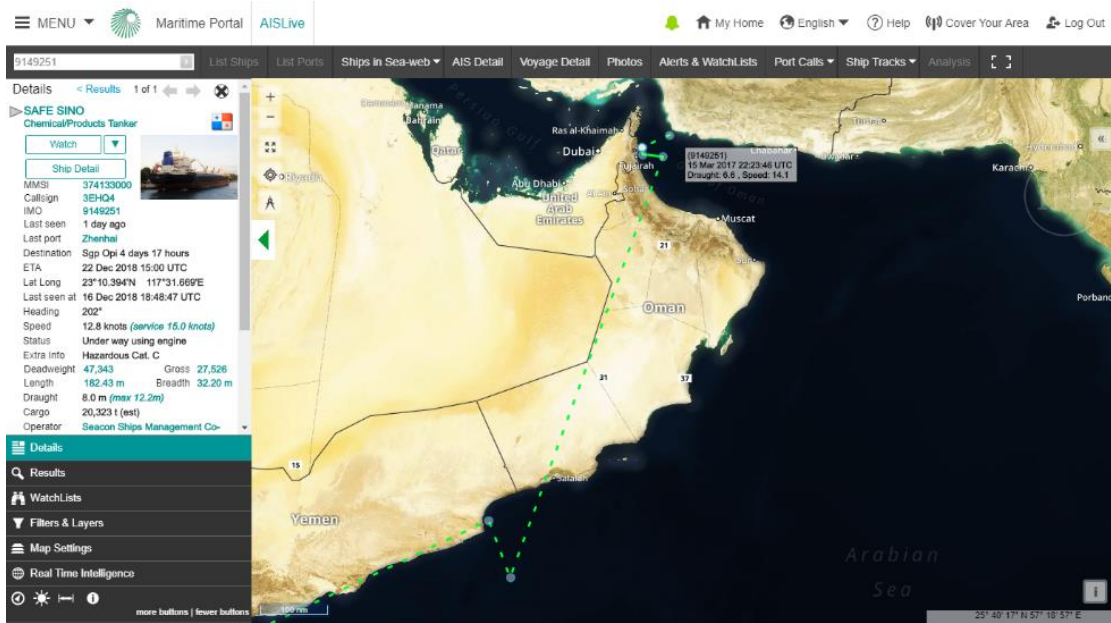 MENU Maritime Portal AISLive My Home English Help Cover Your Area Log Out
9149251 List Ships List Ports Ships in Sea-web AIS Detail Voyage Detail Photos Alerts & WatchLists Port Calls Ship Tracks Analysis
Details < Results 1 of 1
SAFE SINO
Chemical/Products Tanker
Watch
Ship Detail
MMSI 374133000
Callsign 3EHQ4
IMO 9149251
Last seen 1 day ago
Last port Zhenhai
Destination Sgp Opl 4 days 17 hours
ETA 22 Dec 2018 15:00 UTC
Lat Long 23°10.394'N 117°31.669'E
Last seen at 16 Dec 2018 18:48:47 UTC
Heading 202°
Speed 12.8 knots (service 15.0 knots)
Status Under way using engine
Extra Info Hazardous Cat. C
Deadweight 47,343 Gross 27,526
Length 182.43 m Breadth 32.20 m
Draught 8.0 m (max 12.2m)
Cargo 20,323 t (est)
Operator Seacon Ships Management Co-
Details
Results
WatchLists
Filters & Layers
Map Settings
Real Time Intelligence
more buttons | fewer buttons
Persian Gulf
Manama
Bahrain
Ras al-Khaimah
Qatar
Dubai
Fujairah
(9149251)
15 Mar 2017 22:23:46 UTC
Draught: 6.6 , Speed: 14.1
Karachi
Riyadh
Abu Dhabi
Sohar
United
Arab
Emirates
Muscat
21
Sur
Oman
Porband
31
37
15
Salalah
Yemen
Arabian
Sea
100 nm
25° 40' 17" N 57° 18' 57" E